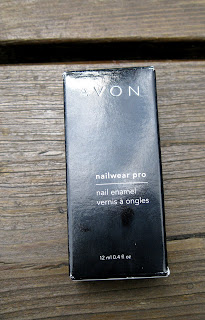 AVON
nailwear pro
nail enamel
vernis à ongles
12 ml 0.4 fl oz